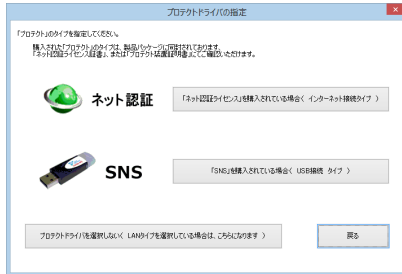 プロテクトドライバの指定
「プロテクト」のタイプを指定してください。
購入された「プロテクト」のタイプは、製品パッケージに同封されております、
「ネット認証ライセンス証書」、または「プロテクト装置証明書」にてご確認いただけます。
ネット認証
「ネット認証ライセンス」を購入されている場合（ インターネット接続タイプ ）
SNS
「SNS」を購入されている場合（ USB接続 タイプ ）
プロテクトドライバを選択しない（ LANタイプを選択している場合は、こちらになります ）
戻る